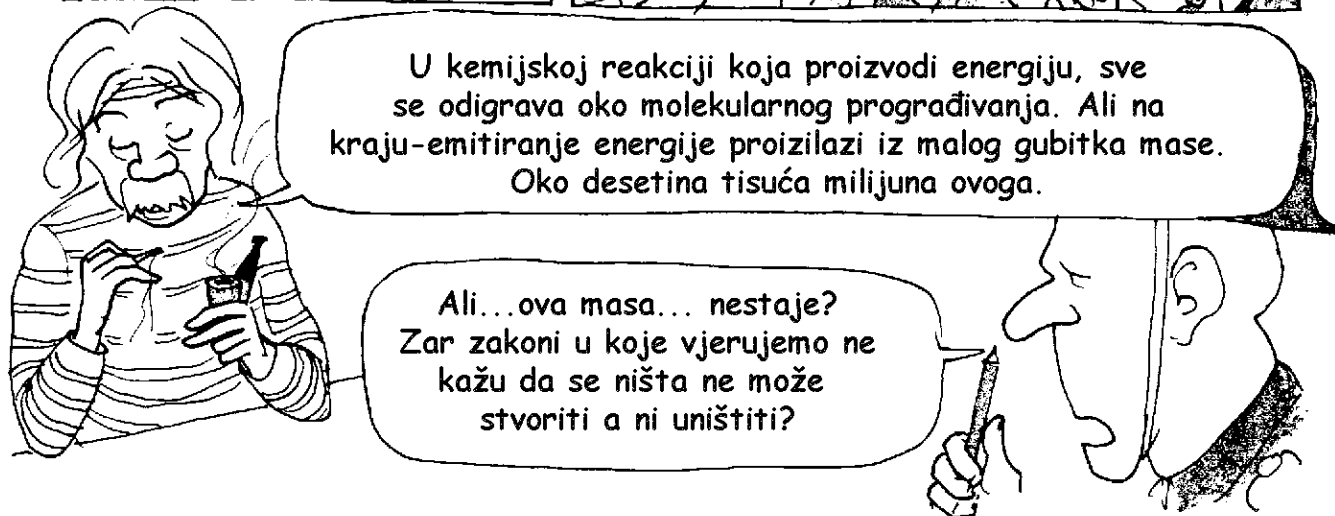 U kemijskoj reakciji koja proizvodi energiju, sve
se odigrava oko molekularnog prograđivanja. Ali na
kraju-emitiranje energije proizilazi iz malog gubitka mase.
Oko desetina tisuća milijuna ovoga.
Ali...ova masa... nestaje?
Zar zakoni u koje vjerujemo ne
kažu da se ništa ne može
stvoriti a ni uništiti?